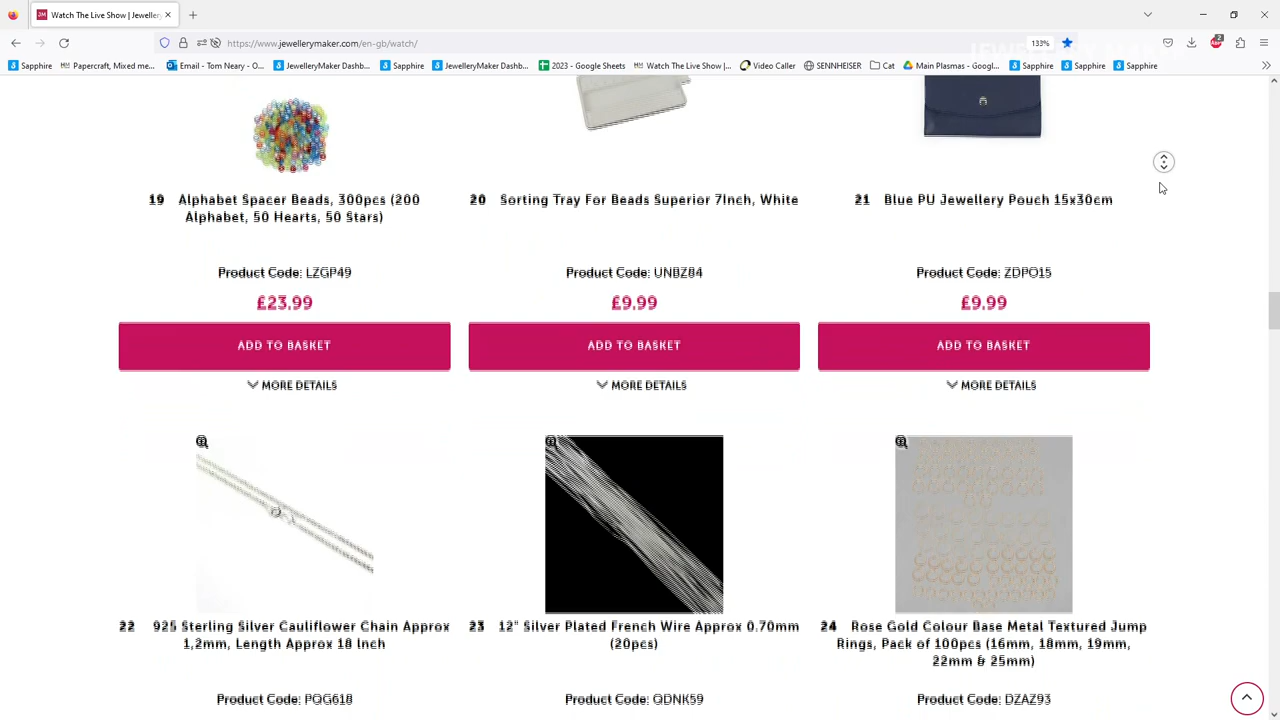 Watch The Live Show | Jeweller
https://www.jewellerymaker.com/en-gb/watch/
133%
2
Sapphire
Papercraft, Mixed me...
Email - Tom Neary - O...
JewelleryMaker Dashb...
Sapphire
JewelleryMaker Dashb...
2023 - Google Sheets
Watch The Live Show |...
Video Caller
SENNHEISER
Cat
Main Plasmas - Googl...
Sapphire
Sapphire
Sapphire
19 Alphabet Spacer Beads, 300pcs (200
Alphabet, 50 Hearts, 50 Stars)
Product Code: LZGP49
£23.99
ADD TO BASKET
MORE DETAILS
20 Sorting Tray For Beads Superior 7Inch, White
Product Code: UNBZ84
£9.99
ADD TO BASKET
MORE DETAILS
21 Blue PU Jewellery Pouch 15x30cm
Product Code: ZDPO15
£9.99
ADD TO BASKET
MORE DETAILS
22 925 Sterling Silver Cauliflower Chain Approx
1,2mm, Length Approx 18 Inch
Product Code: PQG618
23 12" Silver Plated French Wire Approx 0.70mm
(20pcs)
Product Code: QDNK59
24 Rose Gold Colour Base Metal Textured Jump
Rings, Pack of 100pcs (16mm, 18mm, 19mm,
22mm & 25mm)
Product Code: DZAZ93